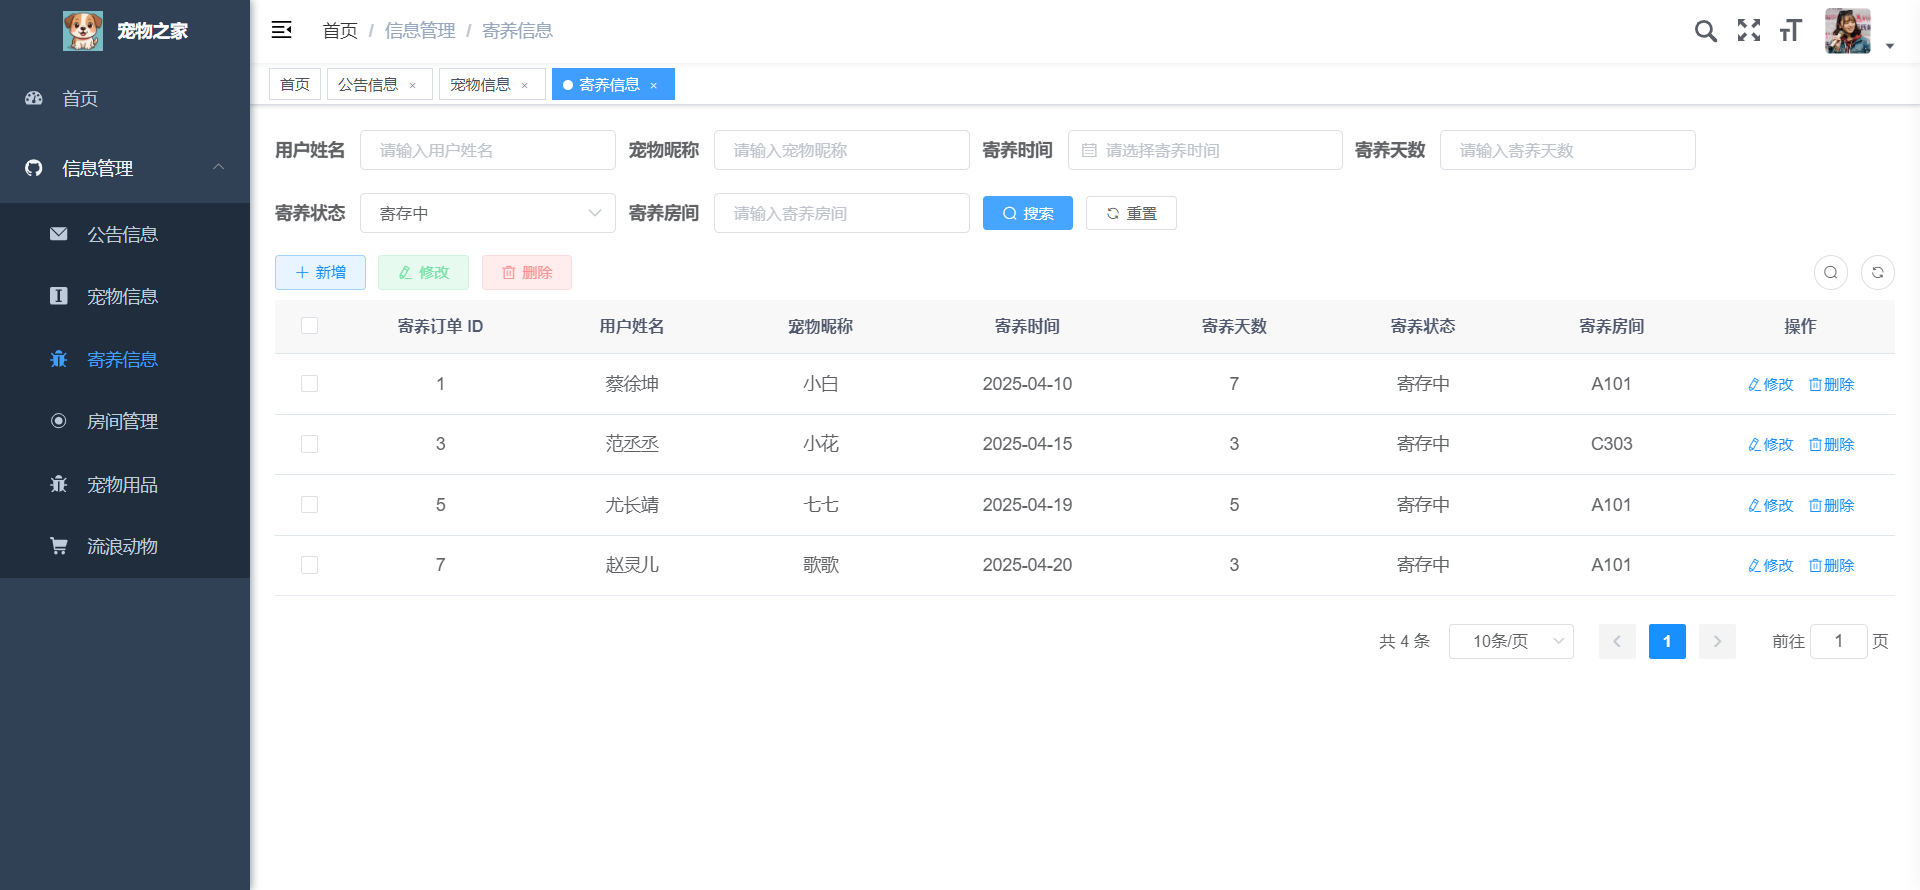 宠物之家
首页
信息管理
公告信息
宠物信息
寄养信息
房间管理
宠物用品
流浪动物
首页 / 信息管理 / 寄养信息
首页 公告信息 × 宠物信息 × 寄养信息 ×
用户姓名 请输入用户姓名 宠物昵称 请输入宠物昵称 寄养时间 请选择寄养时间 寄养天数 请输入寄养天数
寄养状态 寄存中 寄养房间 请输入寄养房间 搜索 重置
新增 修改 删除
寄养订单 ID 用户姓名 宠物昵称 寄养时间 寄养天数 寄养状态 寄养房间 操作
1 蔡徐坤 小白 2025-04-10 7 寄存中 A101 修改 删除
3 范丞丞 小花 2025-04-15 3 寄存中 C303 修改 删除
5 尤长靖 七七 2025-04-19 5 寄存中 A101 修改 删除
7 赵灵儿 歌歌 2025-04-20 3 寄存中 A101 修改 删除
共 4 条 10条/页 1 前往 1 页